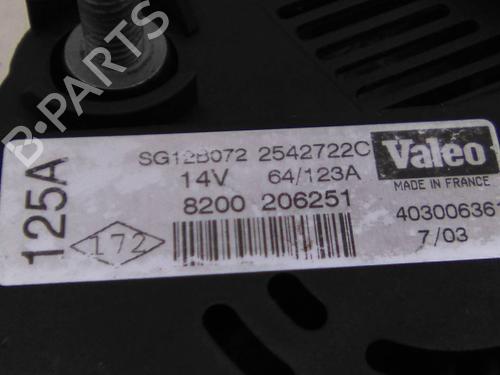 B-PARTS
125A
SG12B072 2542722C
14V 64/123A
8200 206251
172
Valeo
MADE IN FRANCE
403006361
7/03